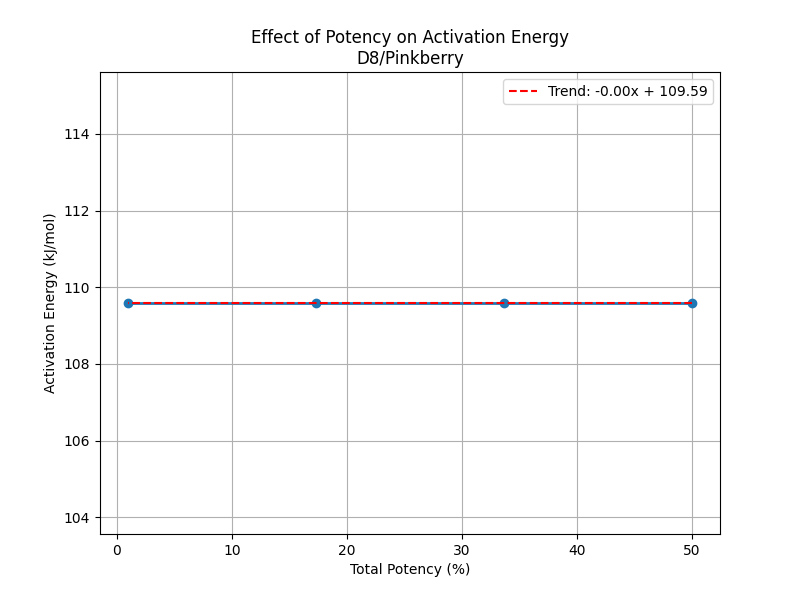 Effect of Potency on Activation Energy
D8/Pinkberry
Trend: -0.00x + 109.59
Activation Energy (kJ/mol)
114
112
110
108
106
104
0 10 20 30 40 50
Total Potency (%)